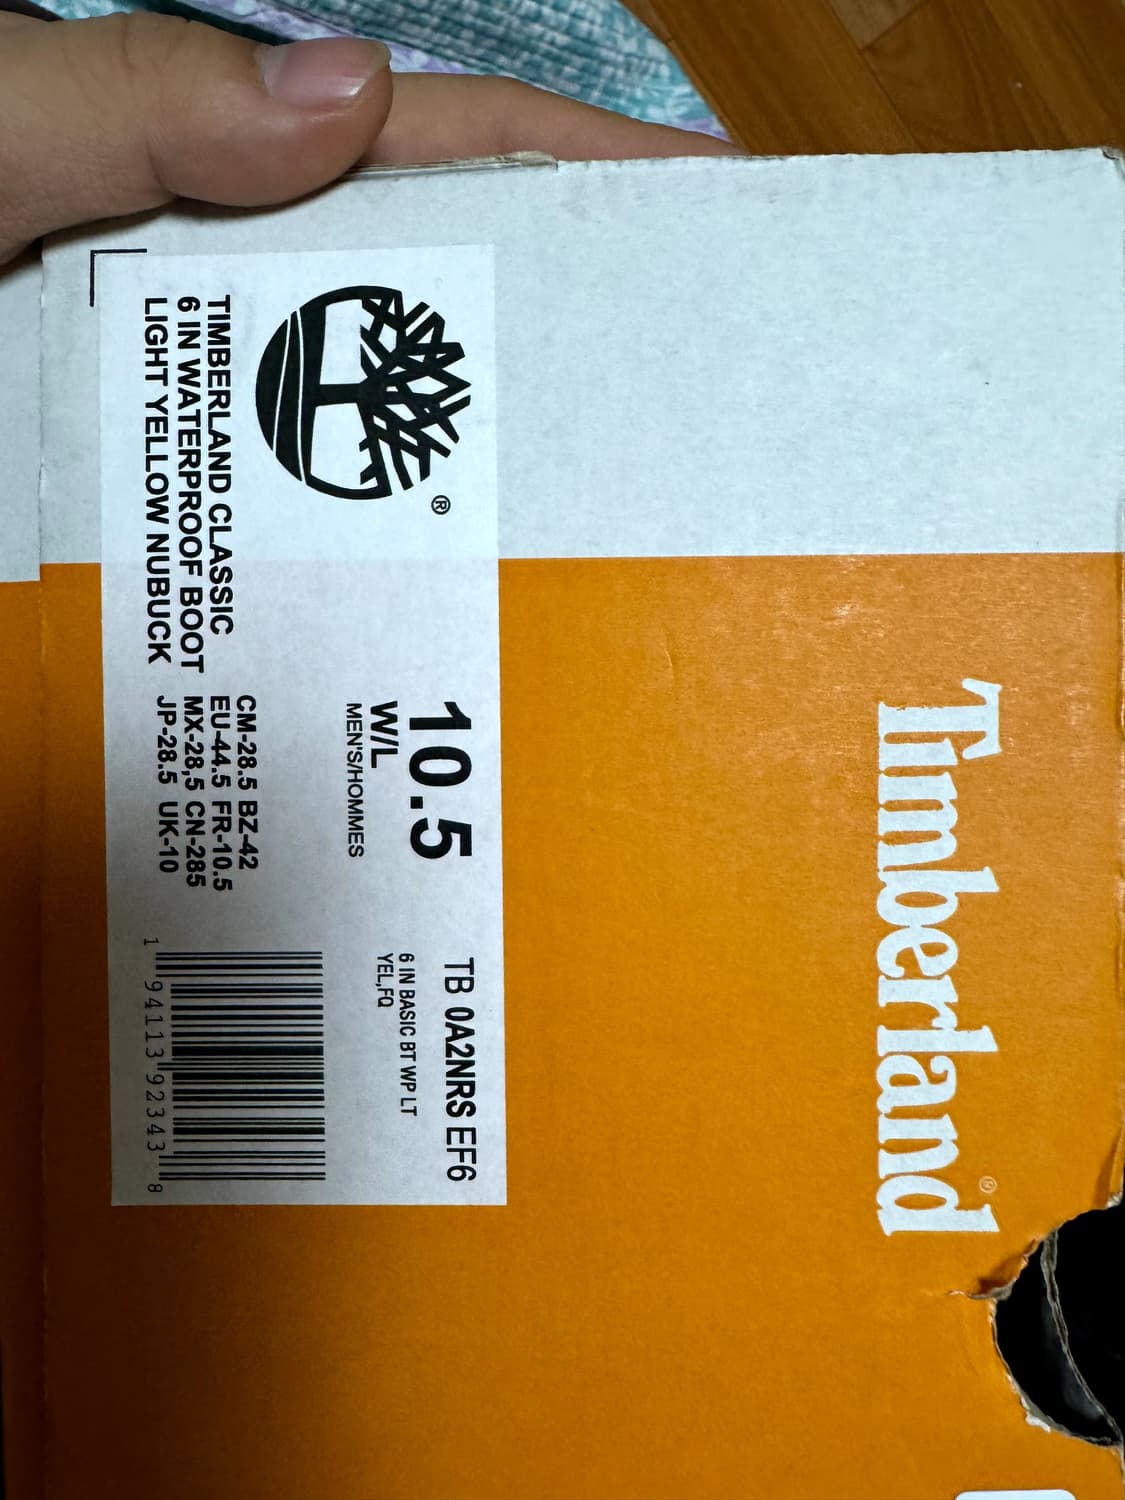 Timberland®
®
TIMBERLAND CLASSIC
6 IN WATERPROOF BOOT
LIGHT YELLOW NUBUCK
10.5
W/L
MEN'S/HOMMES
CM-28.5 BZ-42
EU-44.5 FR-10.5
MX-28,5 CN-285
JP-28.5 UK-10
TB 0A2NRS EF6
6 IN BASIC BT WP LT
YEL,FQ
1 94113 92343 8